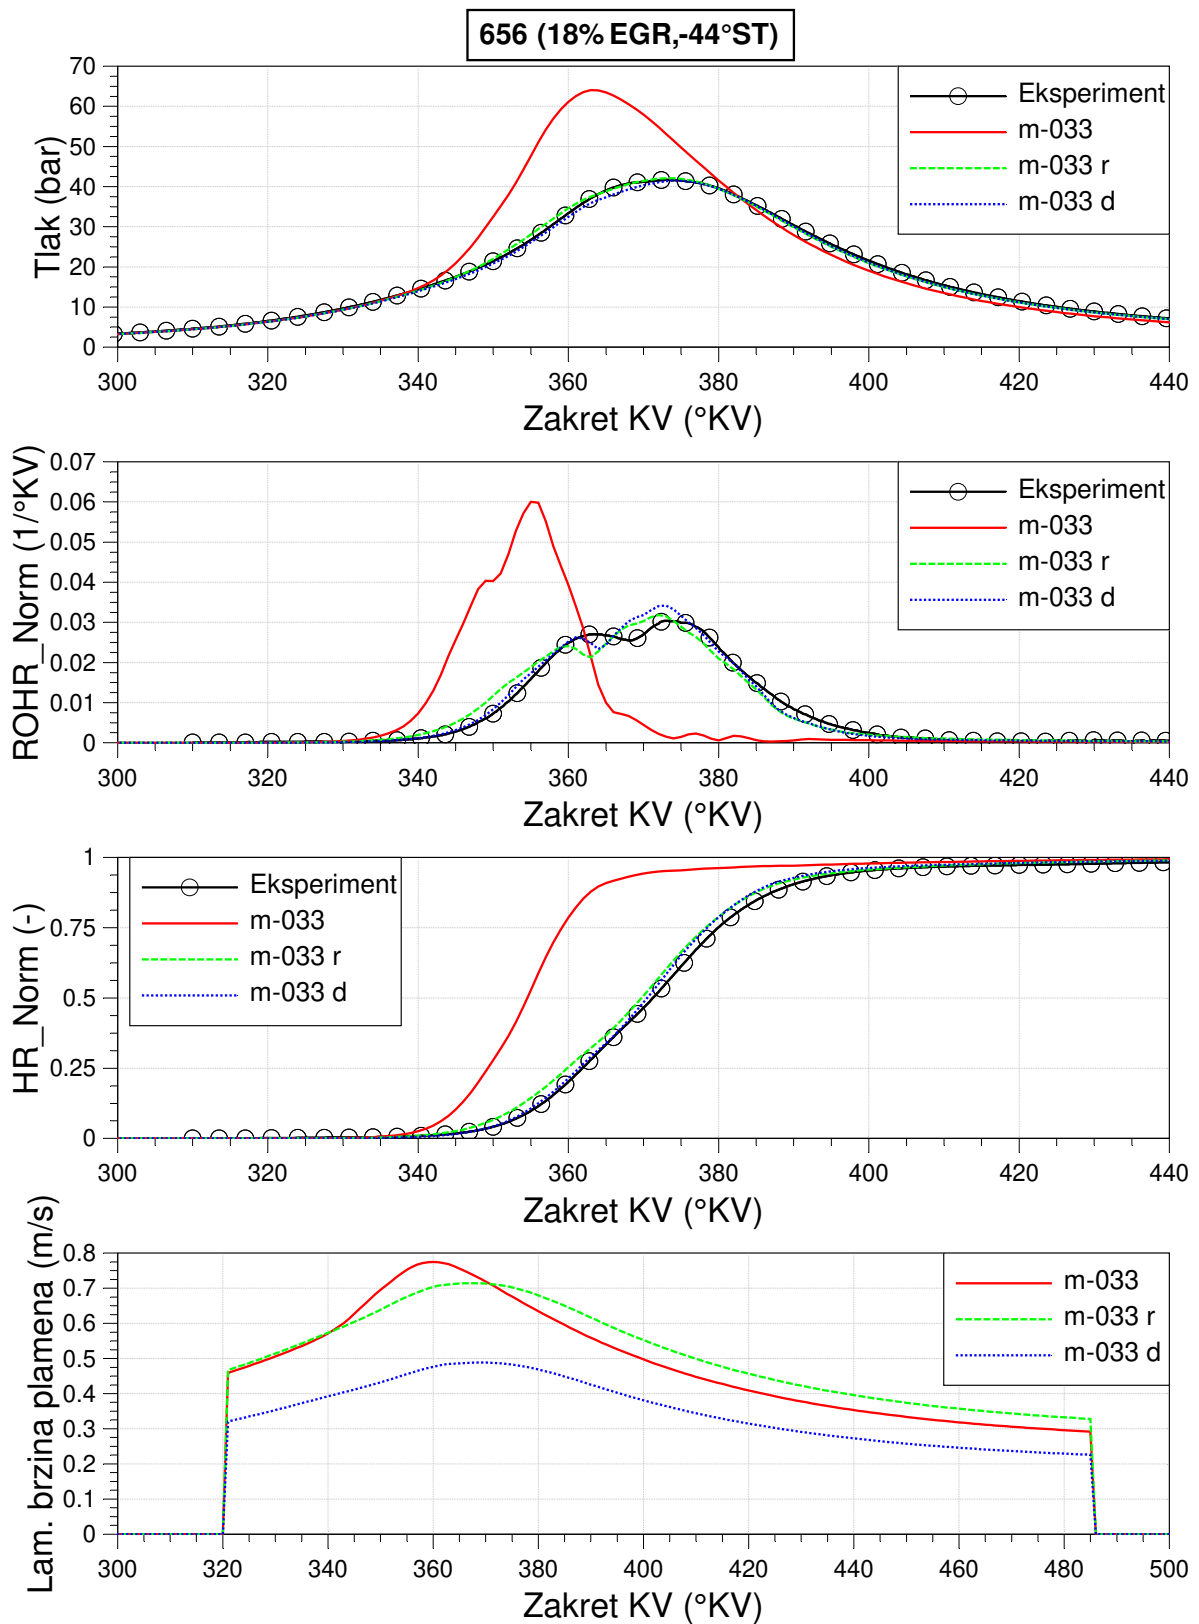 656 (18% EGR,-44°ST)
Tlak (bar)
70
60
50
40
30
20
10
0
Eksperiment
m-033
m-033 r
m-033 d
300 320 340 360 380 400 420 440
Zakret KV (°KV)
ROHR_Norm (1/°KV)
0.07
0.06
0.05
0.04
0.03
0.02
0.01
0
Eksperiment
m-033
m-033 r
m-033 d
300 320 340 360 380 400 420 440
Zakret KV (°KV)
HR_Norm (-)
1
0.75
0.5
0.25
0
Eksperiment
m-033
m-033 r
m-033 d
300 320 340 360 380 400 420 440
Zakret KV (°KV)
Lam. brzina plamena (m/s)
0.8
0.7
0.6
0.5
0.4
0.3
0.2
0.1
0
m-033
m-033 r
m-033 d
300 320 340 360 380 400 420 440 460 480 500
Zakret KV (°KV)